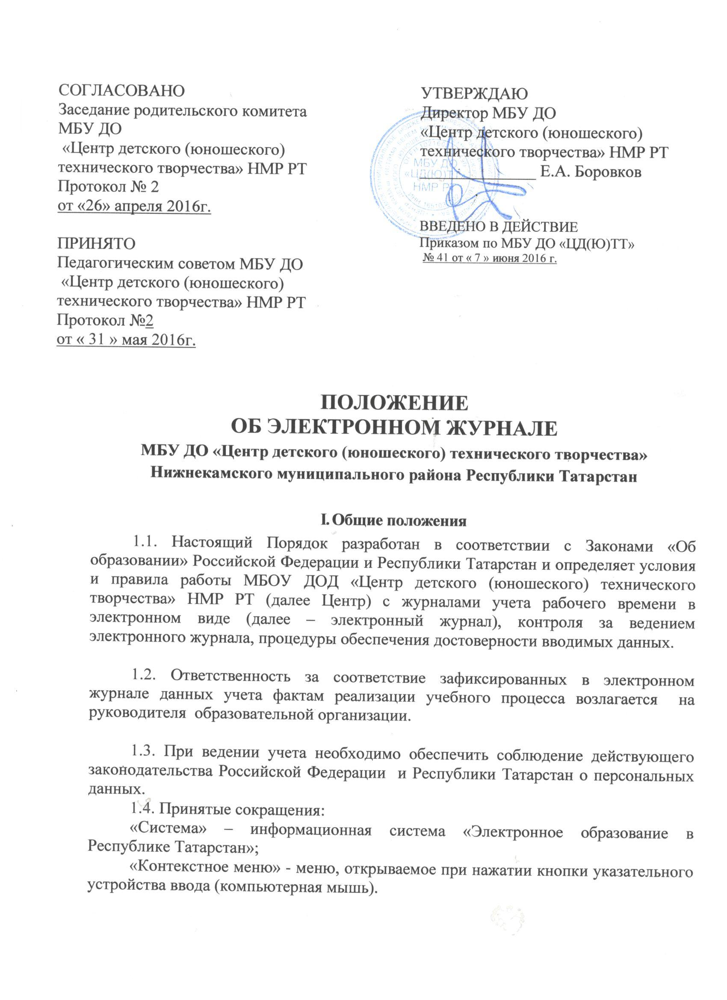 СОГЛАСОВАНО
Заседание родительского комитета
МБУ ДО
«Центр детского (юношеского)
технического творчества» НМР РТ
Протокол № 2
от «26» апреля 2016г.
ПРИНЯТО
Педагогическим советом МБУ ДО
«Центр детского (юношеского)
технического творчества» НМР РТ
Протокол №2
от « 31 » мая 2016г.
УТВЕРЖДАЮ
Директор МБУ ДО
«Центр детского (юношеского)
технического творчества» НМР РТ
Е.А. Боровков
МБУ ДО
«ЦД(Ю)Т
НМР Р
ВВЕДЕНО В ДЕЙСТВИЕ
Приказом по МБУ ДО «ЦД(Ю)ТТ»
№ 41 от « 7 » июня 2016 г.
ПОЛОЖЕНИЕ
ОБ ЭЛЕКТРОННОМ ЖУРНАЛЕ
МБУ ДО «Центр детского (юношеского) технического творчества»
Нижнекамского муниципального района Республики Татарстан
I. Общие положения
1.1. Настоящий Порядок разработан в соответствии с Законами «Об
образовании» Российской Федерации и Республики Татарстан и определяет условия
и правила работы МБОУ ДОД «Центр детского (юношеского) технического
творчества» НМР РТ (далее Центр) с журналами учета рабочего времени в
электронном виде (далее – электронный журнал), контроля за ведением
электронного журнала, процедуры обеспечения достоверности вводимых данных.
1.2. Ответственность за соответствие зафиксированных в электронном
журнале данных учета фактам реализации учебного процесса возлагается на
руководителя образовательной организации.
1.3. При ведении учета необходимо обеспечить соблюдение действующего
законодательства Российской Федерации и Республики Татарстан о персональных
данных.
1.4. Принятые сокращения:
«Система» – информационная система «Электронное образование в
Республике Татарстан»;
«Контекстное меню» - меню, открываемое при нажатии кнопки указательного
устройства ввода (компьютерная мышь).